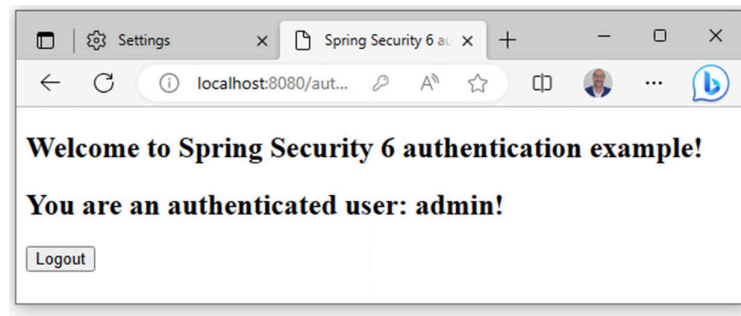 Settings
Spring Security 6 au
localhost:8080/aut...
Welcome to Spring Security 6 authentication example!
You are an authenticated user: admin!
Logout